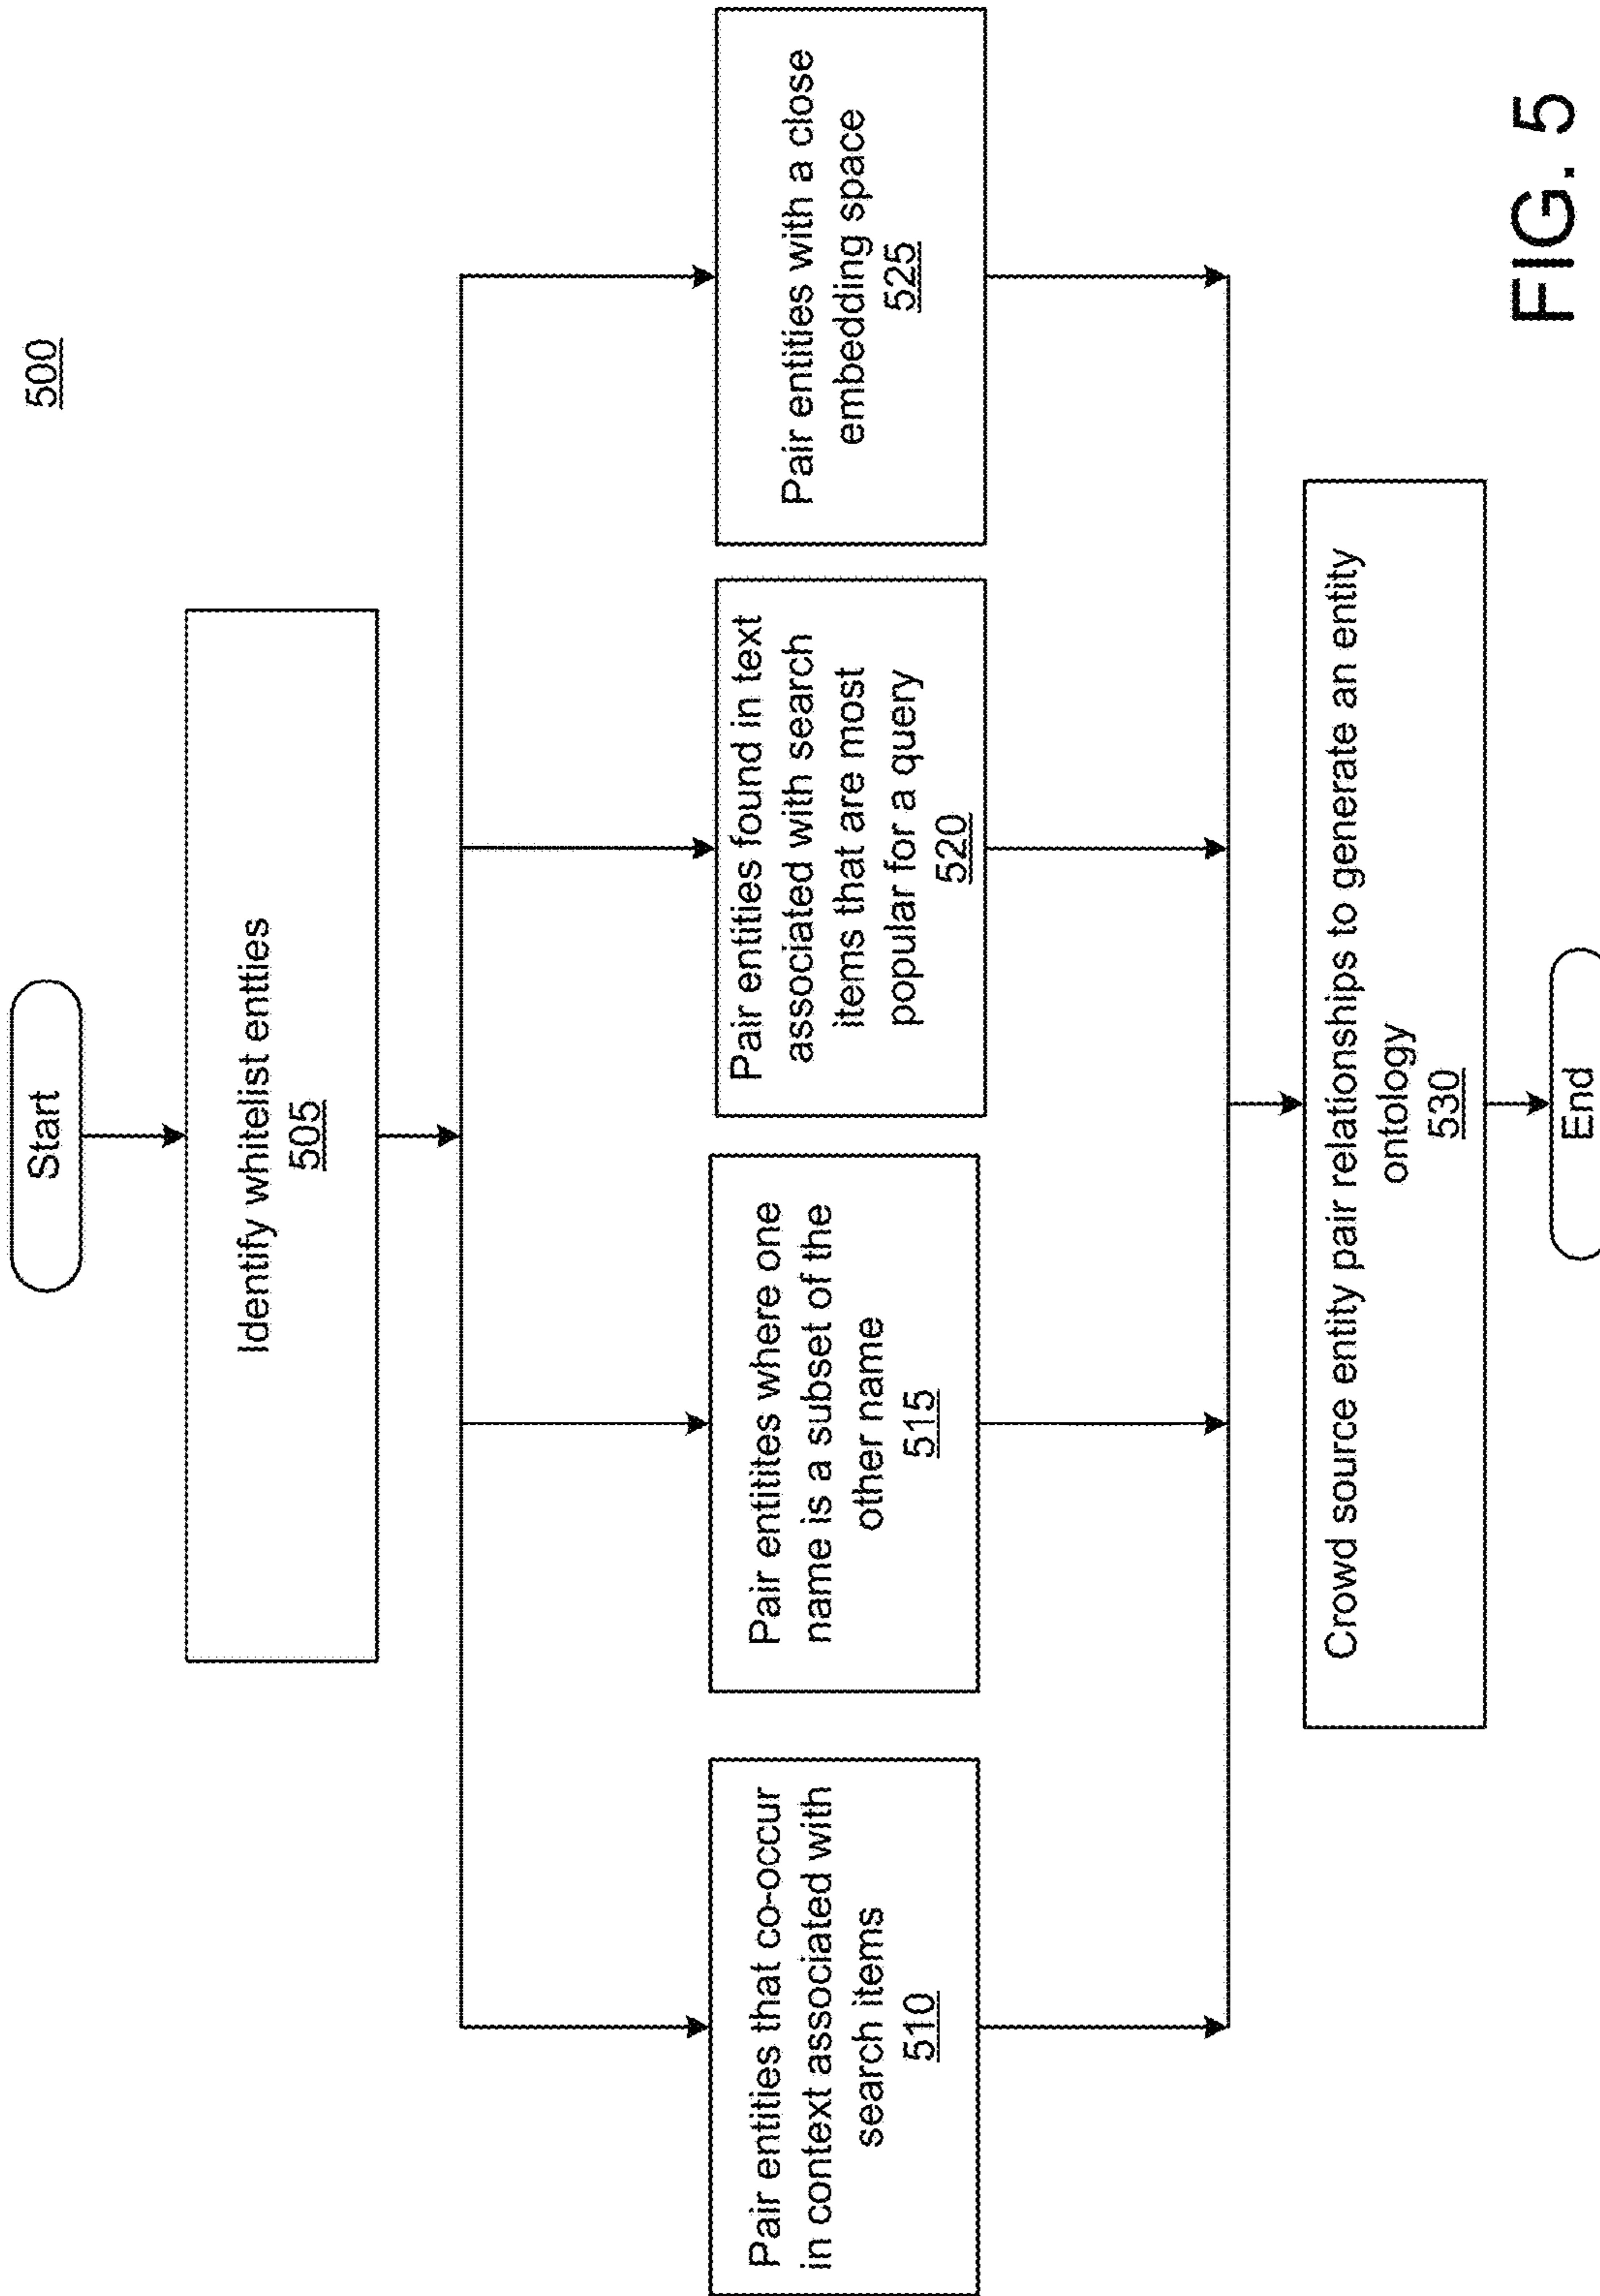 500
Start
Identify whitelist entties
505
Pair entities that co-occur
in context associated with
search items
510
Pair entitites where one
name is a subset of the
other name
515
Pair entities found in text
associated with search
items that are most
popular for a query
520
Pair entities with a close
embedding space
525
Crowd source entity pair relationships to generate an entity
ontology
530
End
FIG. 5